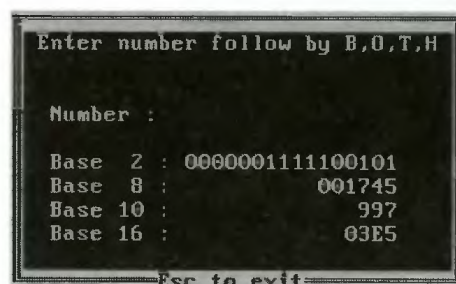 Enter number follow by B,O,T,H
Number :
Base 2 : 0000001111100101
Base 8 : 001745
Base 10 : 997
Base 16 : 03E5
Esc to exit